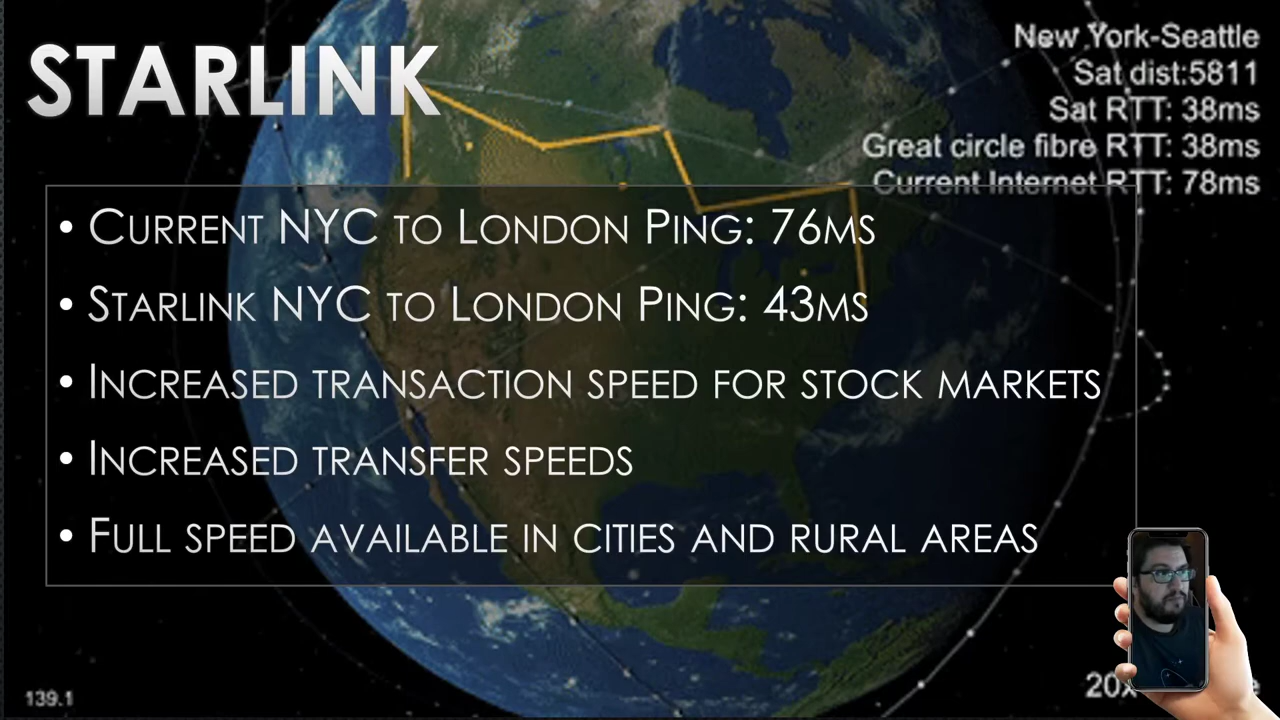 STARLINK
New York-Seattle
Sat dist:5811
Sat RTT: 38ms
Great circle fibre RTT: 38ms
Current Internet RTT: 78ms
• CURRENT NYC TO LONDON PING: 76MS
• STARLINK NYC TO LONDON PING: 43MS
• INCREASED TRANSACTION SPEED FOR STOCK MARKETS
• INCREASED TRANSFER SPEEDS
• FULL SPEED AVAILABLE IN CITIES AND RURAL AREAS
139.1
20x